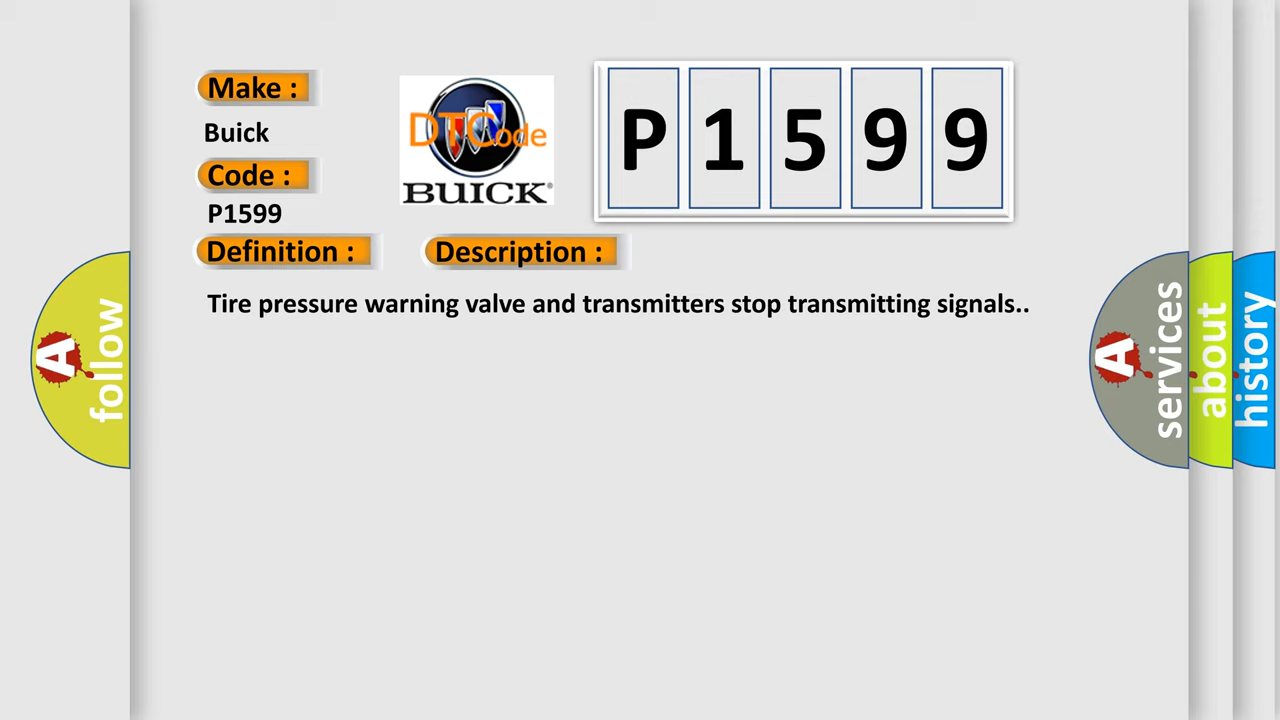 Make :
Buick
Code :
P1599
Definition :
Description :
Tire pressure warning valve and transmitters stop transmitting signals..
DTCode
BUICK®
P 1 5 9 9
A follow
A services
about
history